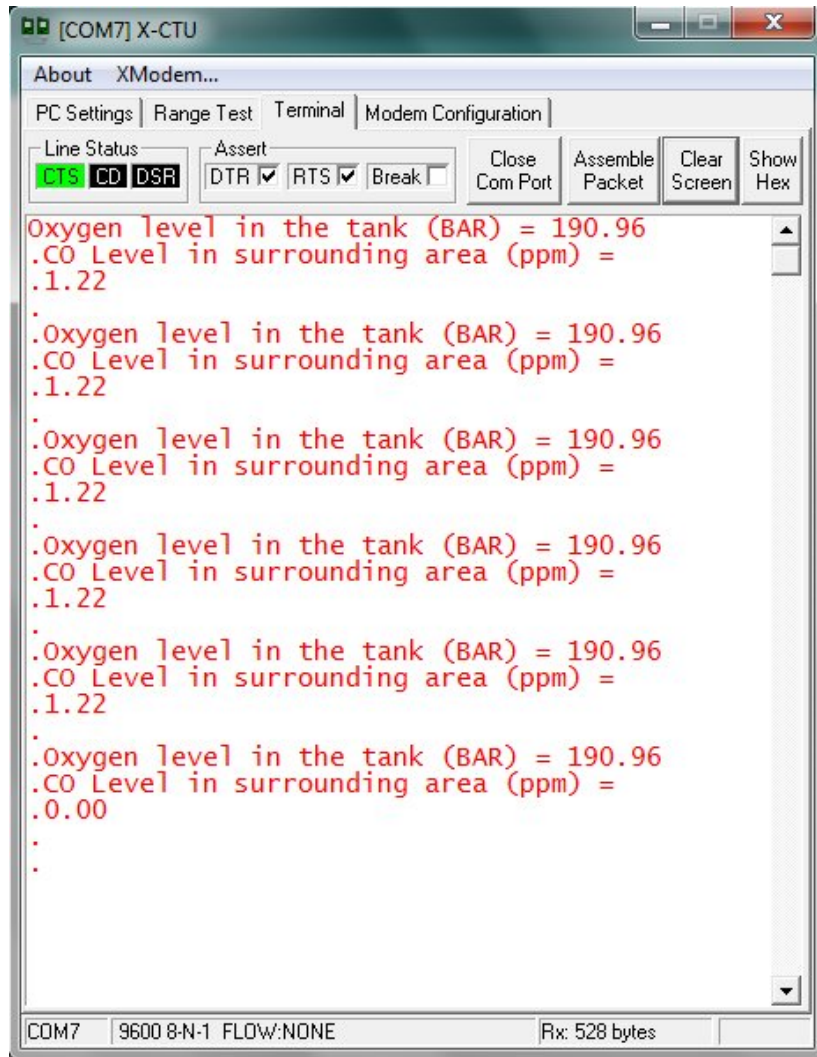 [COM7] X-CTU
About XModem...
PC Settings Range Test Terminal Modem Configuration
Line Status
CTS CD DSR
Assert
DTR RTS Break
Close Com Port
Assemble Packet
Clear Screen
Show Hex
Oxygen level in the tank (BAR) = 190.96
.CO Level in surrounding area (ppm) =
.1.22
.
.Oxygen level in the tank (BAR) = 190.96
.CO Level in surrounding area (ppm) =
.1.22
.
.Oxygen level in the tank (BAR) = 190.96
.CO Level in surrounding area (ppm) =
.1.22
.
.Oxygen level in the tank (BAR) = 190.96
.CO Level in surrounding area (ppm) =
.1.22
.
.Oxygen level in the tank (BAR) = 190.96
.CO Level in surrounding area (ppm) =
.1.22
.
.Oxygen level in the tank (BAR) = 190.96
.CO Level in surrounding area (ppm) =
.0.00
.
.
COM7 9600 8-N-1 FLOW:NONE Rx: 528 bytes